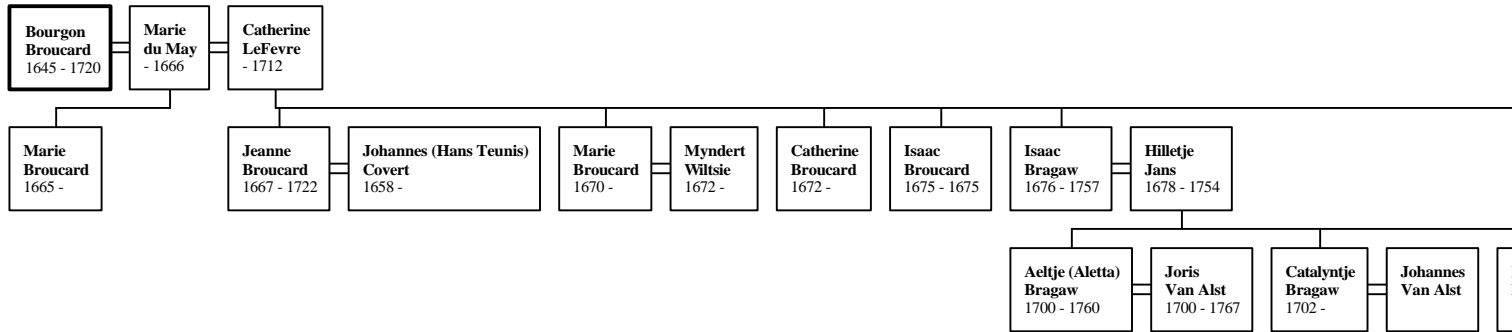 Bourgon
Broucard
1645 - 1720
Marie
du May
- 1666
Catherine
LeFevre
- 1712
Marie
Broucard
1665 -
Jeanne
Broucard
1667 - 1722
Johannes (Hans Teunis)
Covert
1658 -
Marie
Broucard
1670 -
Myndert
Wiltsie
1672 -
Catherine
Broucard
1672 -
Isaac
Broucard
1675 - 1675
Isaac
Bragaw
1676 - 1757
Hilletje
Jans
1678 - 1754
Aeltje (Aletta)
Bragaw
1700 - 1760
Joris
Van Alst
1700 - 1767
Catalyntje
Bragaw
1702 -
Johannes
Van Alst